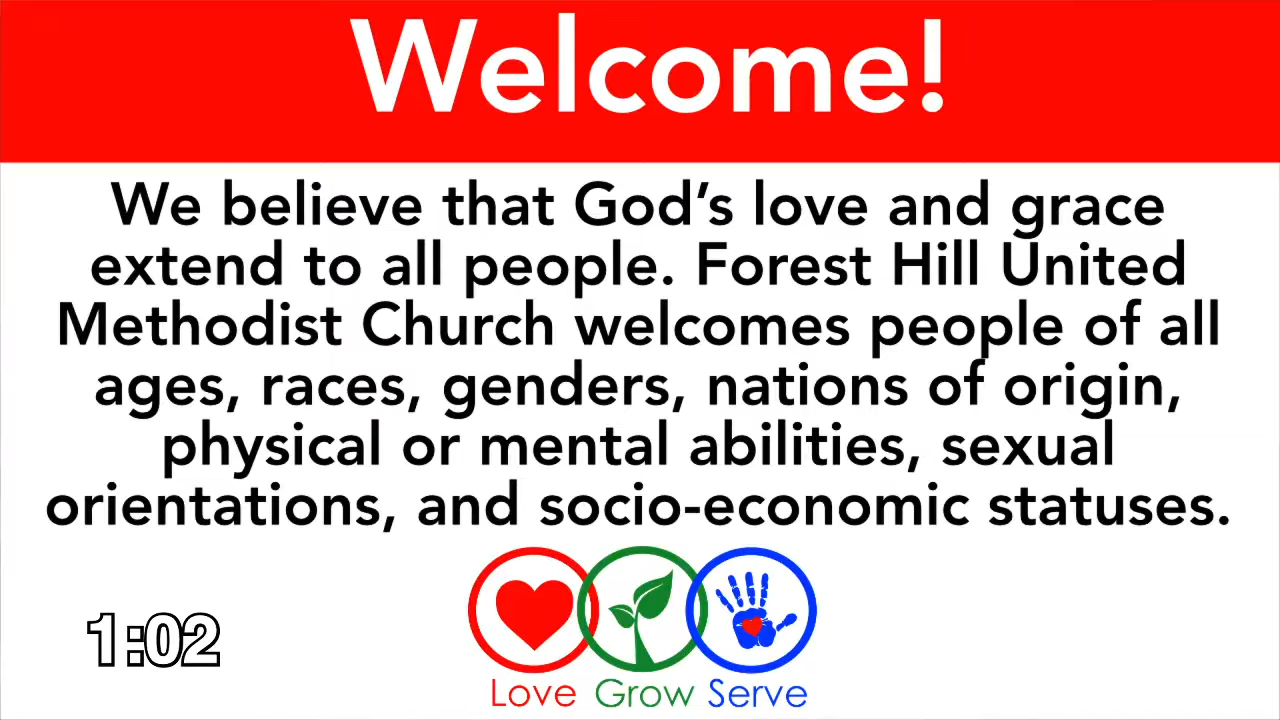 Welcome!
We believe that God’s love and grace
extend to all people. Forest Hill United
Methodist Church welcomes people of all
ages, races, genders, nations of origin,
physical or mental abilities, sexual
orientations, and socio-economic statuses.
1:02
Love Grow Serve